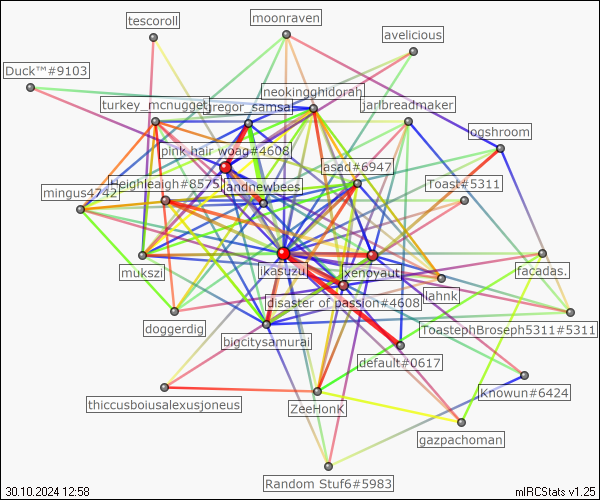 tescoroll
moonraven
avelicious
Duck™#9103
neokingghidorah
turkey_mcnugget
gregor_samsa
jarlbreadmaker
ogshroom
pink hair woag#4608
asad#6947
Heighleaigh#8575
landnewbees
Toast#5311
mingus4742
mukszi
ikasuzu
xenoyaut
lahnk
facadas.
disaster of passion#4608
doggerdig
bigcitysamurai
ToastephBroseph5311#5311
default#0617
thiccusboiusalexusjoneus
ZeeHonK
Knowun#6424
gazpachoman
Random Stuf6#5983
30.10.2024 12:58
mIRCStats v1.25